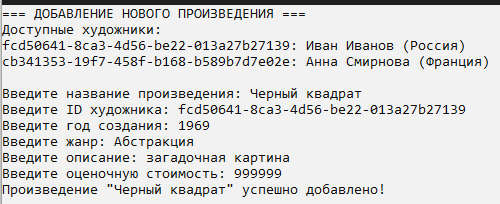 === ДОБАВЛЕНИЕ НОВОГО ПРОИЗВЕДЕНИЯ ===
Доступные художники:
fcd50641-8ca3-4d56-be22-013a27b27139: Иван Иванов (Россия)
cb341353-19f7-458f-b168-b589b7d7e02e: Анна Смирнова (Франция)
Введите название произведения: Черный квадрат
Введите ID художника: fcd50641-8ca3-4d56-be22-013a27b27139
Введите год создания: 1969
Введите жанр: Абстракция
Введите описание: загадочная картина
Введите оценочную стоимость: 999999
Произведение "Черный квадрат" успешно добавлено!